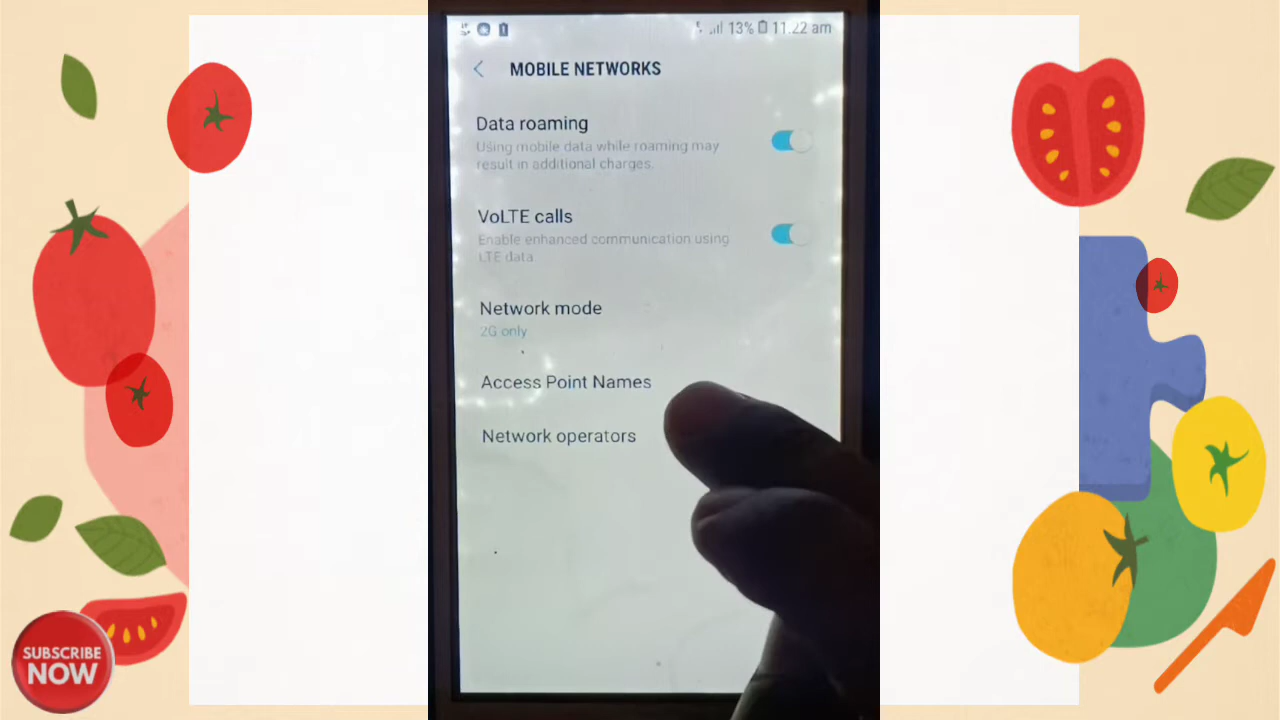 13% 11.22 am
MOBILE NETWORKS
Data roaming
Using mobile data while roaming may
result in additional charges.
VoLTE calls
Enable enhanced communication using
LTE data.
Network mode
2G only
Access Point Names
Network operators
SUBSCRIBE
NOW